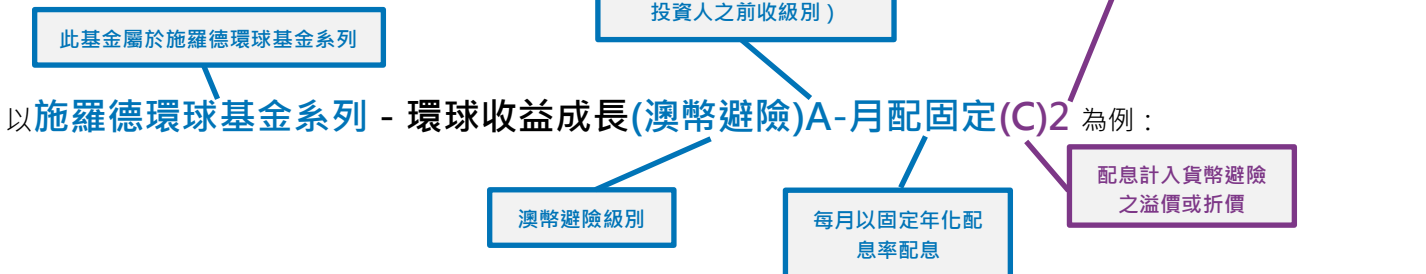 投資人之前收級別）
此基金屬於施羅德環球基金系列
以施羅德環球基金系列 - 環球收益成長(澳幣避險)A-月配固定(C)2 為例：
澳幣避險級別
每月以固定年化配
息率配息
配息計入貨幣避險
之溢價或折價